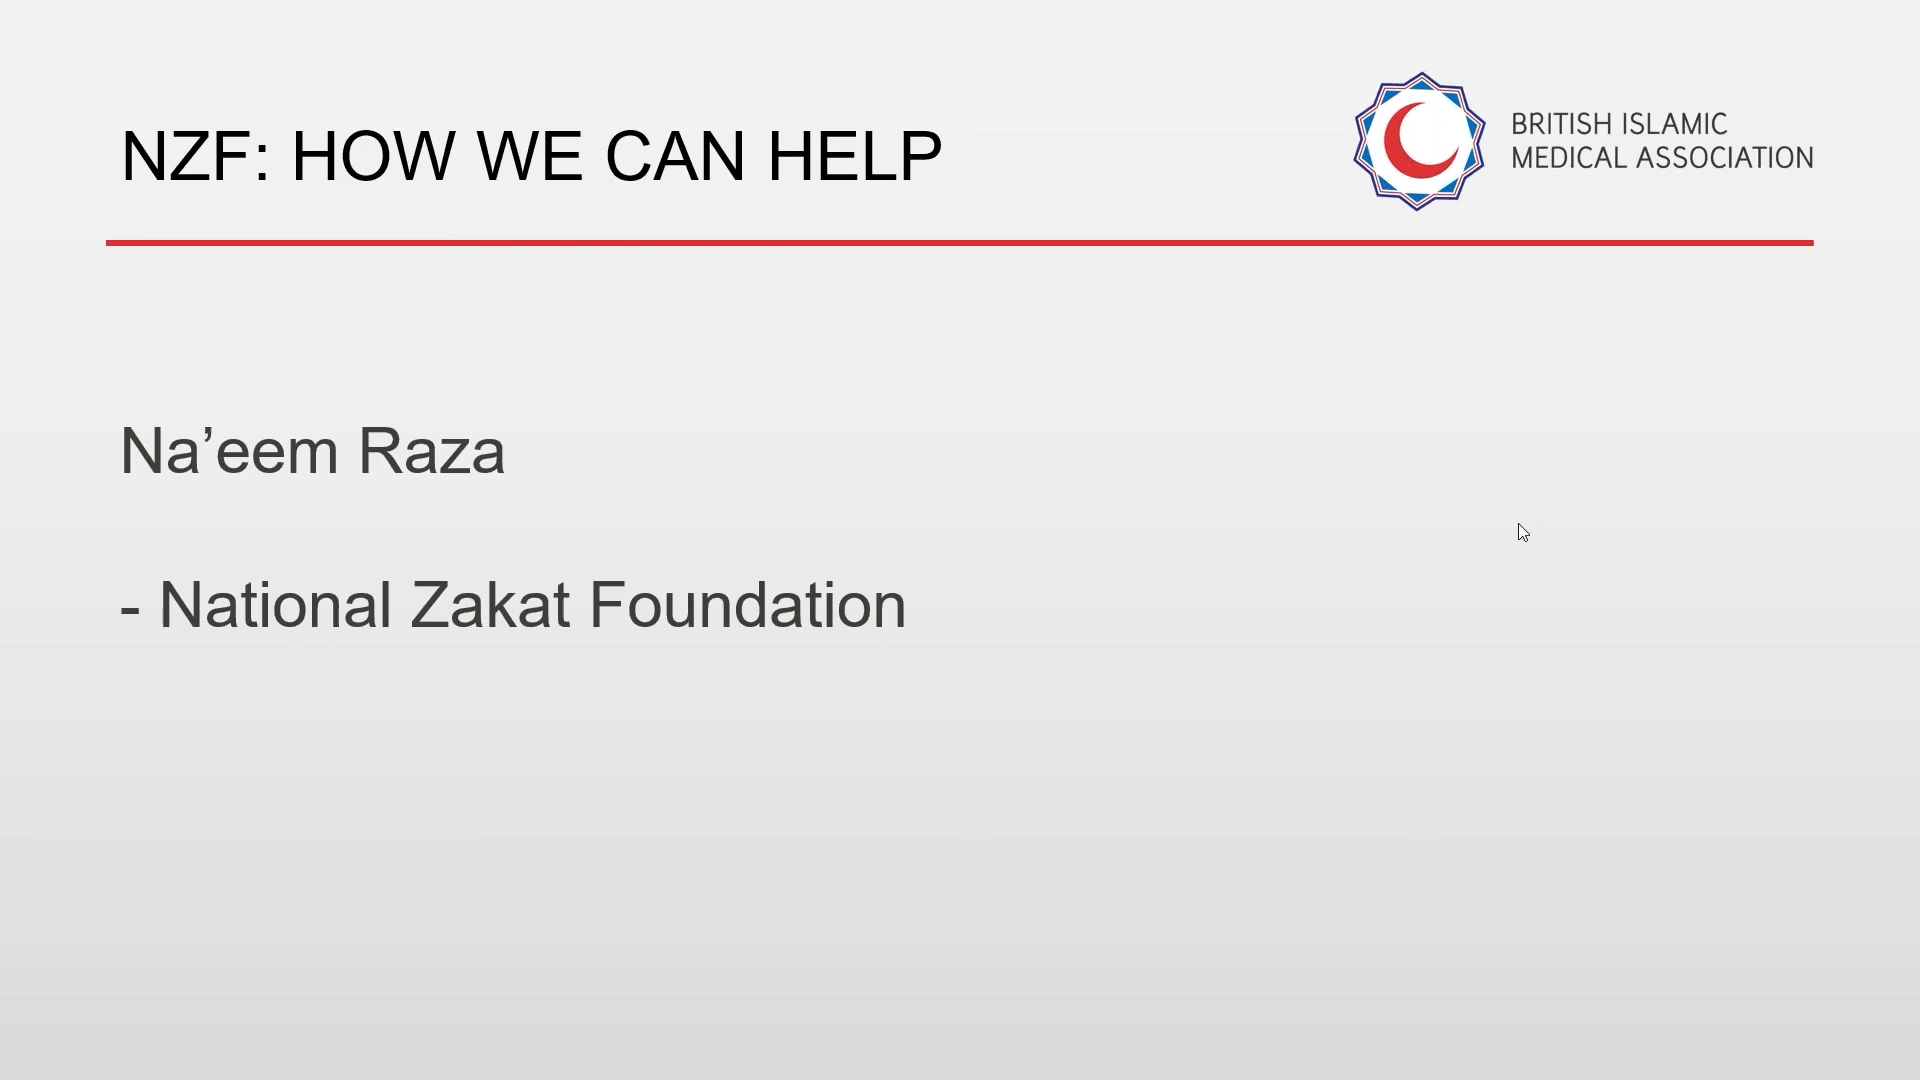 NZF: HOW WE CAN HELP
BRITISH ISLAMIC
MEDICAL ASSOCIATION
Na’eem Raza
- National Zakat Foundation